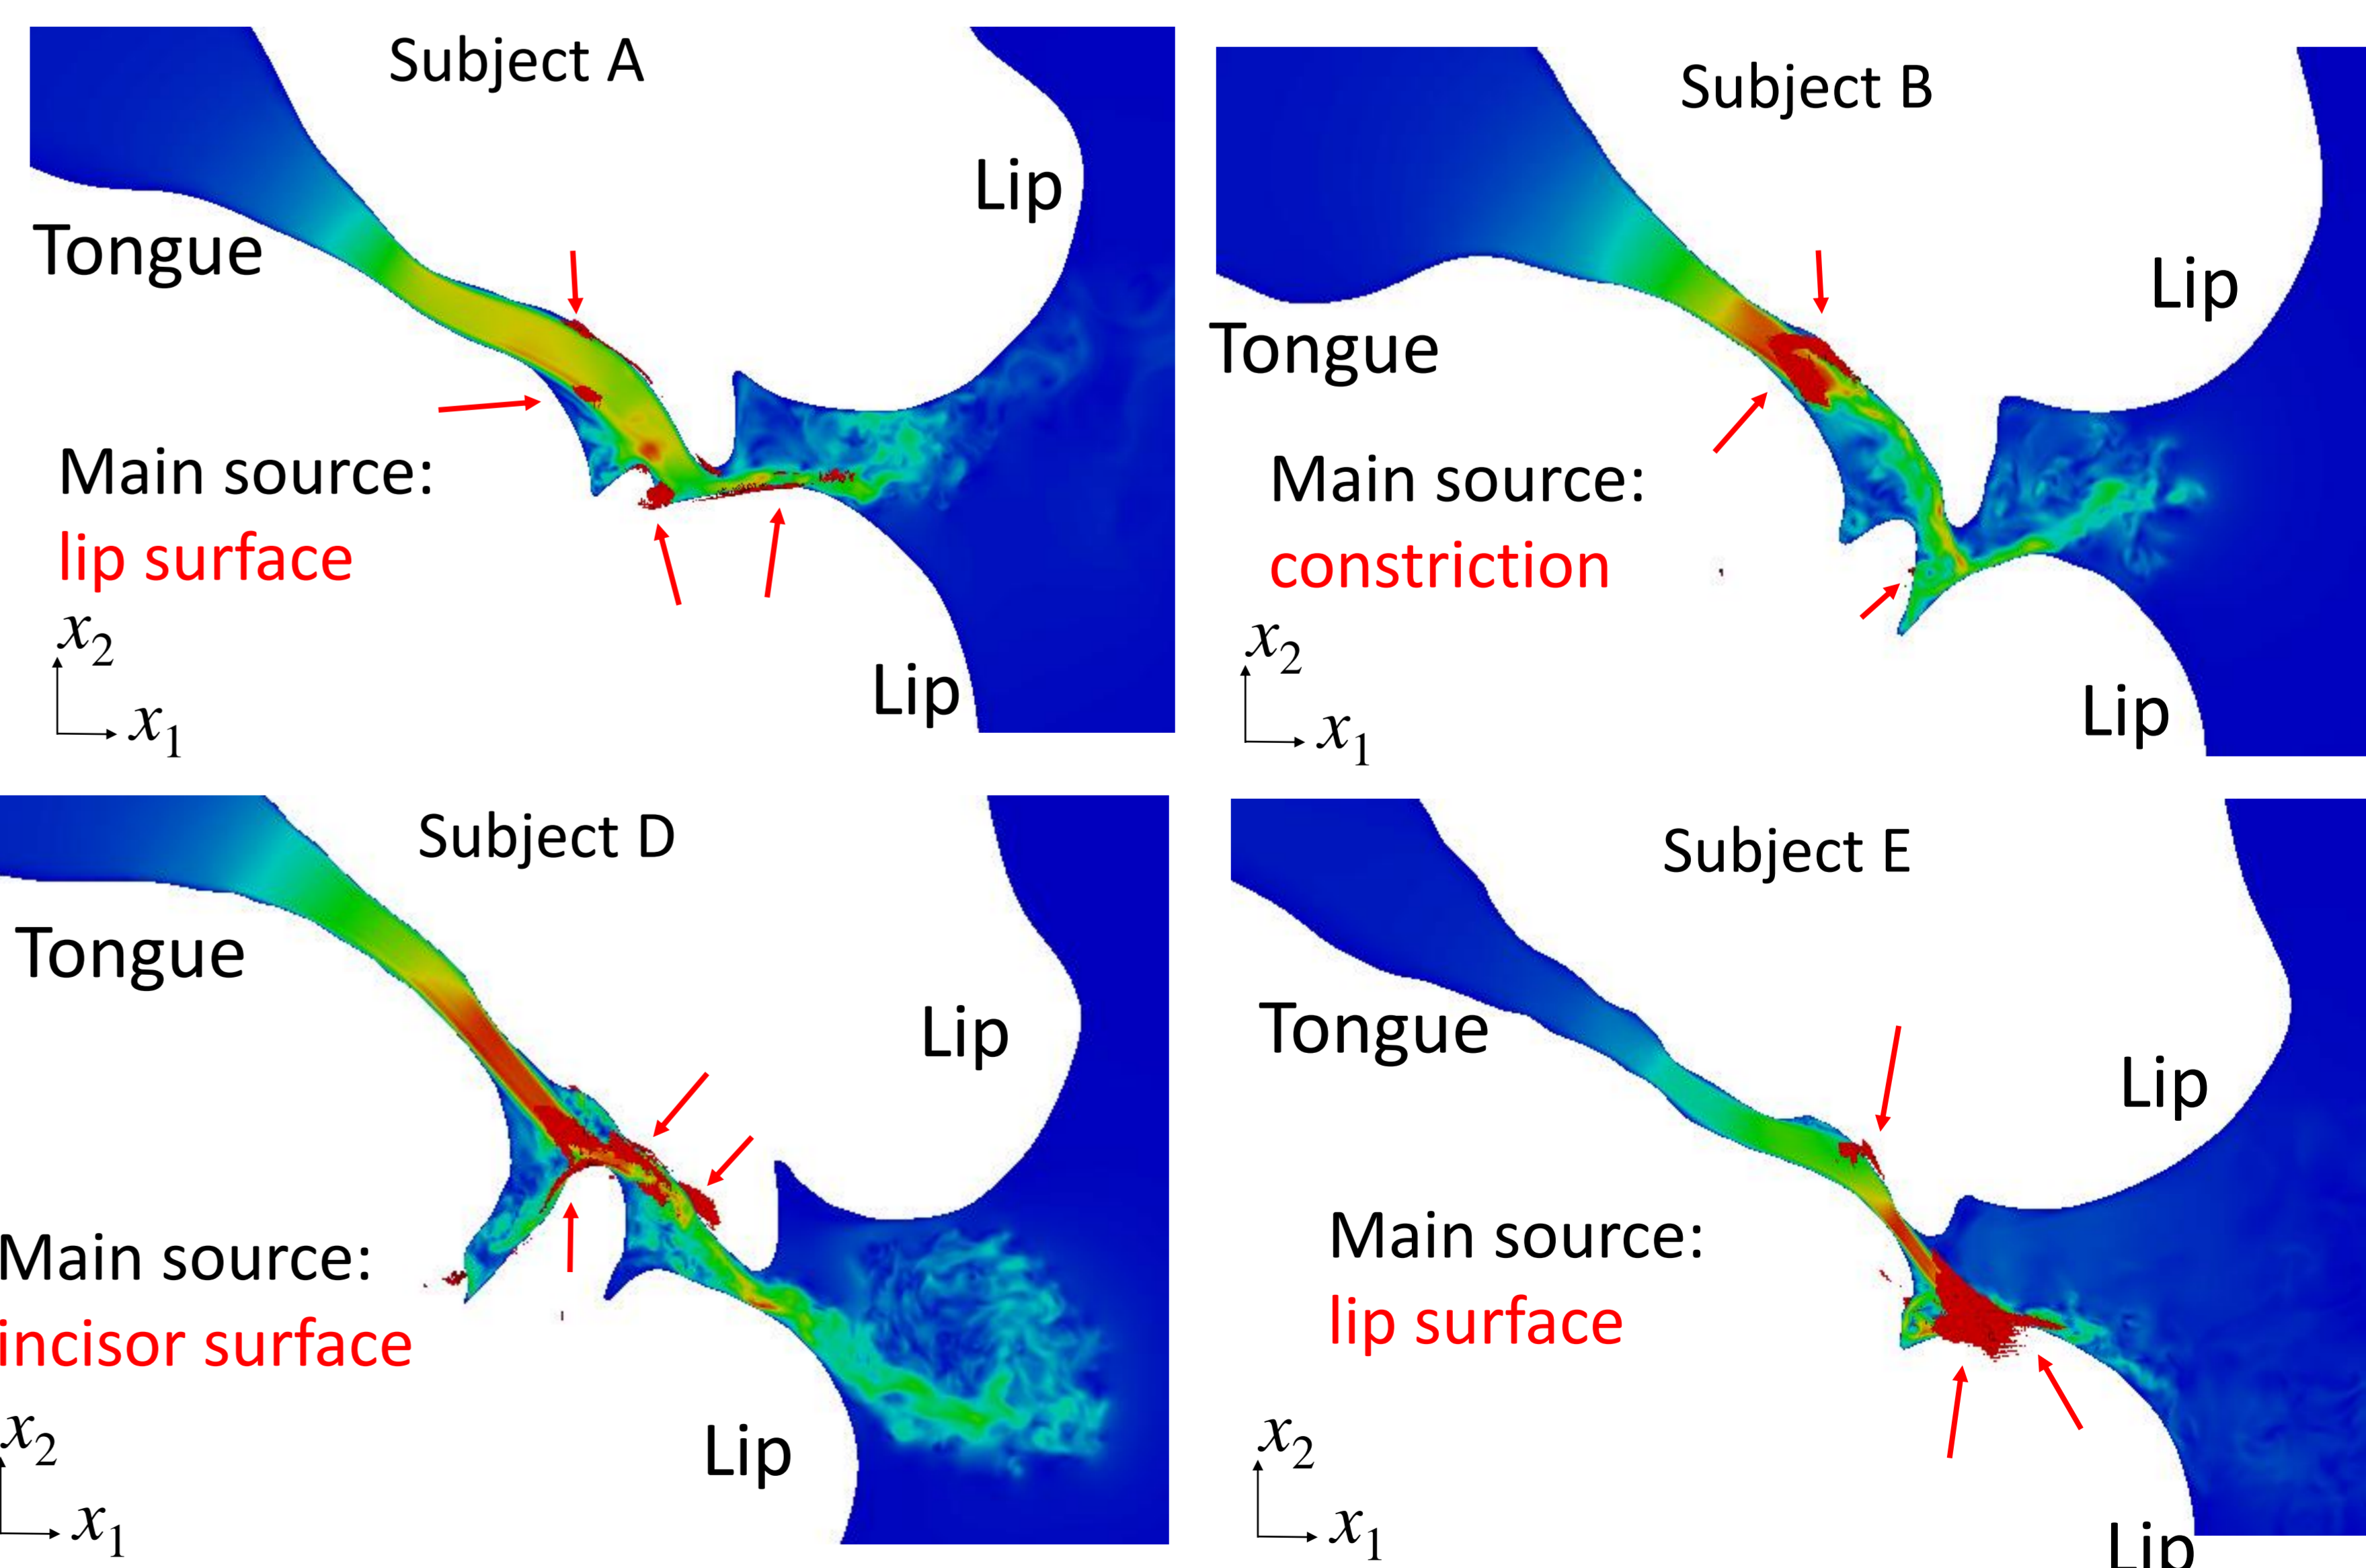 Subject A
Lip
Tongue
Main source:
lip surface
x2
x1
Lip
Subject B
Lip
Tongue
Main source:
constriction
x2
x1
Lip
Subject D
Tongue
Lip
Main source:
incisor surface
x2
x1
Lip
Subject E
Tongue
Lip
Main source:
lip surface
x2
x1
Lip